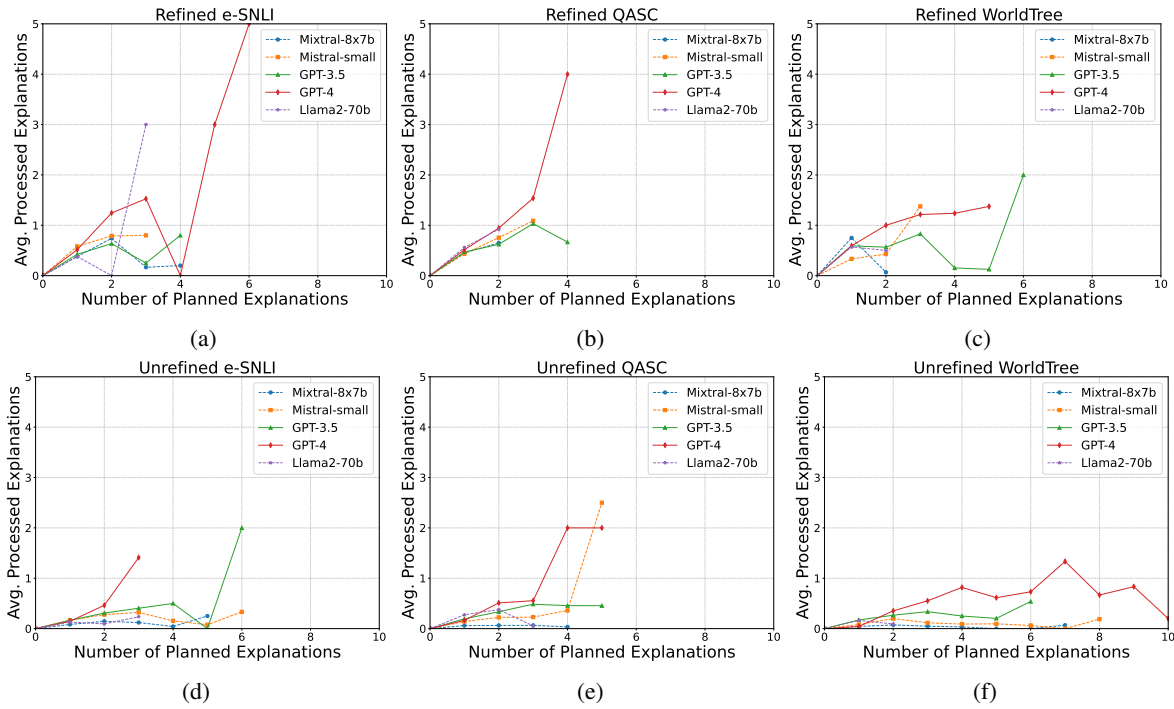 Refined e-SNLI
Avg. Processed Explanations
5
4
3
2
1
0
Mixtral-8x7b
Mistral-small
GPT-3.5
GPT-4
Llama2-70b
0 2 4 6 8 10
Number of Planned Explanations
(a)
Refined QASC
Avg. Processed Explanations
5
4
3
2
1
0
Mixtral-8x7b
Mistral-small
GPT-3.5
GPT-4
Llama2-70b
0 2 4 6 8 10
Number of Planned Explanations
(b)
Refined WorldTree
Avg. Processed Explanations
5
4
3
2
1
0
Mixtral-8x7b
Mistral-small
GPT-3.5
GPT-4
Llama2-70b
0 2 4 6 8 10
Number of Planned Explanations
(c)
Unrefined e-SNLI
Avg. Processed Explanations
5
4
3
2
1
0
Mixtral-8x7b
Mistral-small
GPT-3.5
GPT-4
Llama2-70b
0 2 4 6 8 10
Number of Planned Explanations
(d)
Unrefined QASC
Avg. Processed Explanations
5
4
3
2
1
0
Mixtral-8x7b
Mistral-small
GPT-3.5
GPT-4
Llama2-70b
0 2 4 6 8 10
Number of Planned Explanations
(e)
Unrefined WorldTree
Avg. Processed Explanations
5
4
3
2
1
0
Mixtral-8x7b
Mistral-small
GPT-3.5
GPT-4
Llama2-70b
0 2 4 6 8 10
Number of Planned Explanations
(f)